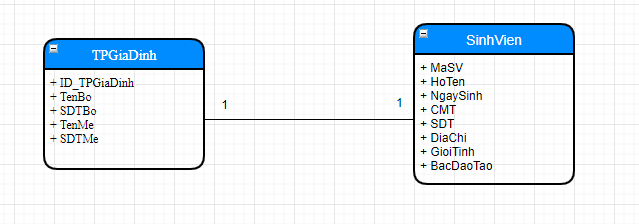 TPGiaDinh
+ ID_TPGiaDinh
+ TenBo
+ SDTBo
+ TenMe
+ SDTMe
1
1
SinhVien
+ MaSV
+ HoTen
+ NgaySinh
+ CMT
+ SDT
+ DiaChi
+ GioiTinh
+ BacDaoTao